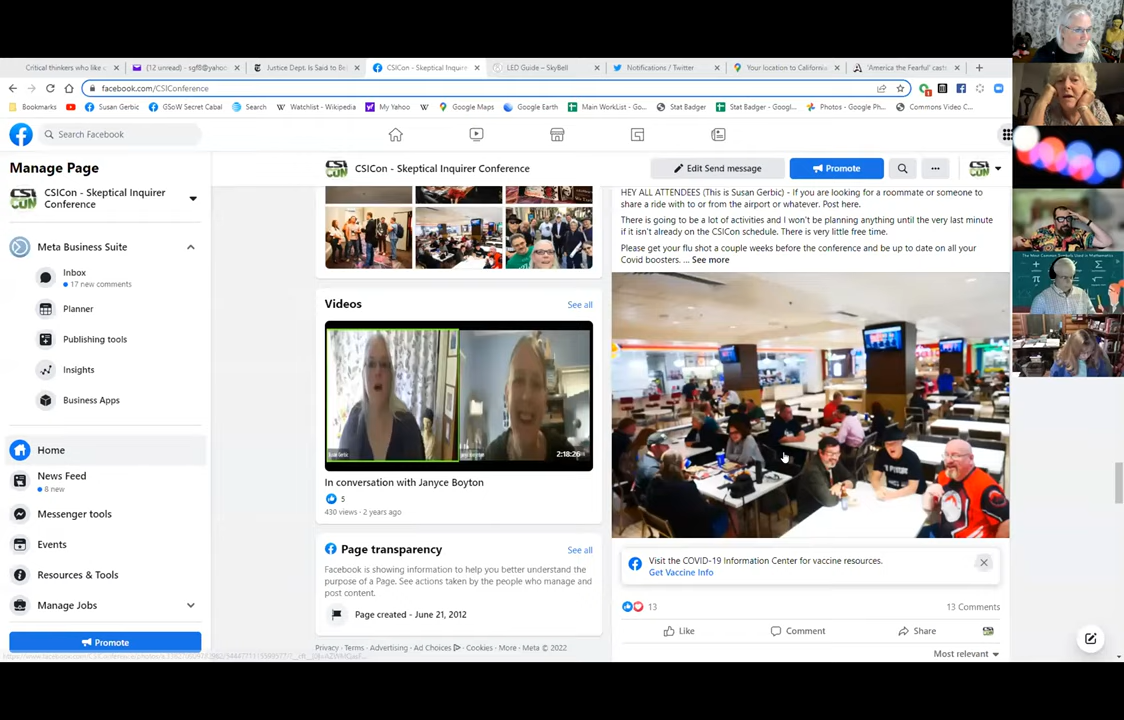 Critical thinkers who like c
(12 unread) - sgf8@yahoo
Justice Dept. Is Said to Be
CSICon - Skeptical Inquire
LED Guide – SkyBell
Notifications / Twitter
Your location to California
'America the Fearful' casts
facebook.com/CSIConference
Bookmarks
Susan Gerbic
GSoW Secret Cabal
Search
Watchlist - Wikipedia
My Yahoo
Google Maps
Google Earth
Main WorkList - Go...
Stat Badger
Stat Badger - Googl...
Photos - Google Ph...
Commons Video C...
Search Facebook
Manage Page
CSICon - Skeptical Inquirer
Conference
Meta Business Suite
Inbox
17 new comments
Planner
Publishing tools
Insights
Business Apps
Home
News Feed
8 new
Messenger tools
Events
Resources & Tools
Manage Jobs
Promote
CSI CON
CSICon - Skeptical Inquirer Conference
Edit Send message
Promote
Videos
See all
2:18:26
In conversation with Janyce Boyton
5
430 views · 2 years ago
Page transparency
See all
Facebook is showing information to help you better understand the
purpose of a Page. See actions taken by the people who manage and
post content.
Page created - June 21, 2012
Privacy · Terms · Advertising · Ad Choices · Cookies · More · Meta © 2022
HEY ALL ATTENDEES (This is Susan Gerbic) - If you are looking for a roommate or someone to
share a ride with to or from the airport or whatever. Post here.
There is going to be a lot of activities and I won't be planning anything until the very last minute
if it isn't already on the CSICon schedule. There is very little free time.
Please get your flu shot a couple weeks before the conference and be up to date on all your
Covid boosters. ... See more
Visit the COVID-19 Information Center for vaccine resources.
Get Vaccine Info
13
13 Comments
Like
Comment
Share
Most relevant
The Most Common Symbols Used in Mathematics